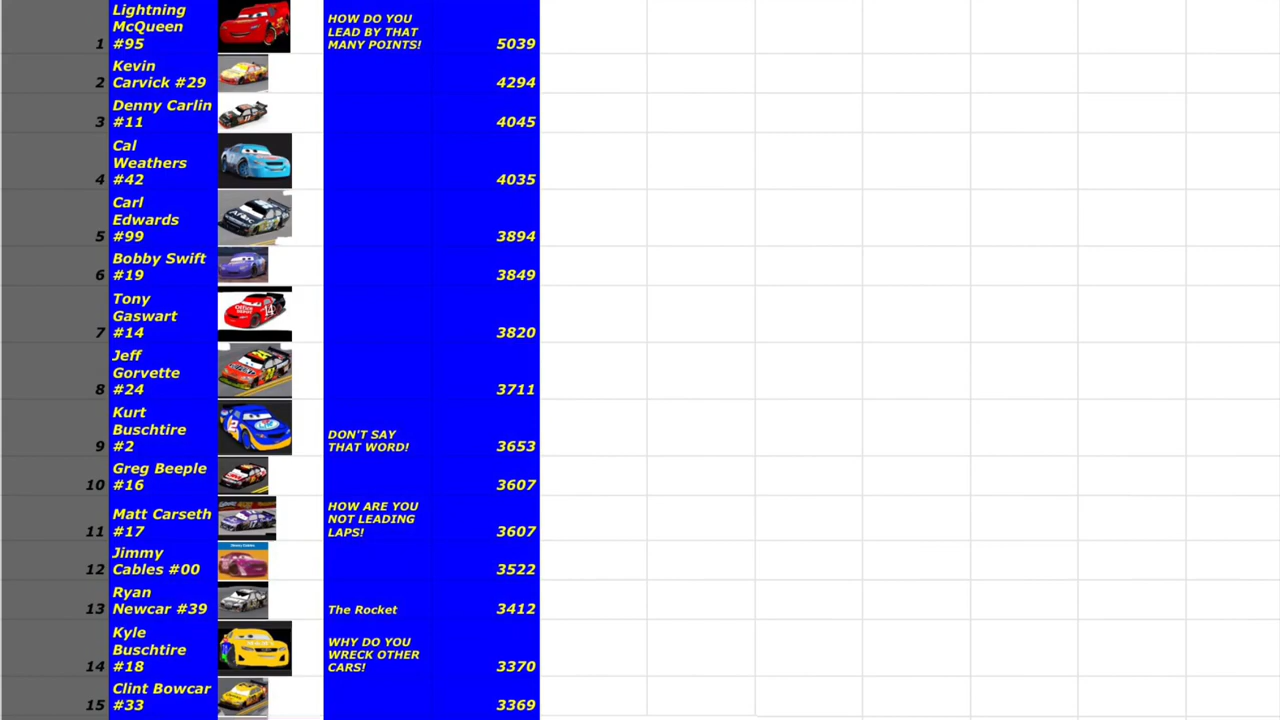 Lightning
McQueen
1 #95 HOW DO YOU
LEAD BY THAT
MANY POINTS! 5039
Kevin
2 Carvick #29 4294
Denny Carlin
3 #11 4045
Cal
Weathers
4 #42 4035
Carl
Edwards
5 #99 3894
Bobby Swift
6 #19 3849
Tony
Gaswart
7 #14 3820
Jeff
Gorvette
8 #24 3711
Kurt
Buschtire
9 #2 DON'T SAY
THAT WORD! 3653
Greg Beeple
10 #16 3607
Matt Carseth
11 #17 HOW ARE YOU
NOT LEADING
LAPS! 3607
Jimmy
12 Cables #00 3522
Ryan
13 Newcar #39 The Rocket 3412
Kyle
Buschtire
14 #18 WHY DO YOU
WRECK OTHER
CARS! 3370
Clint Bowcar
15 #33 3369